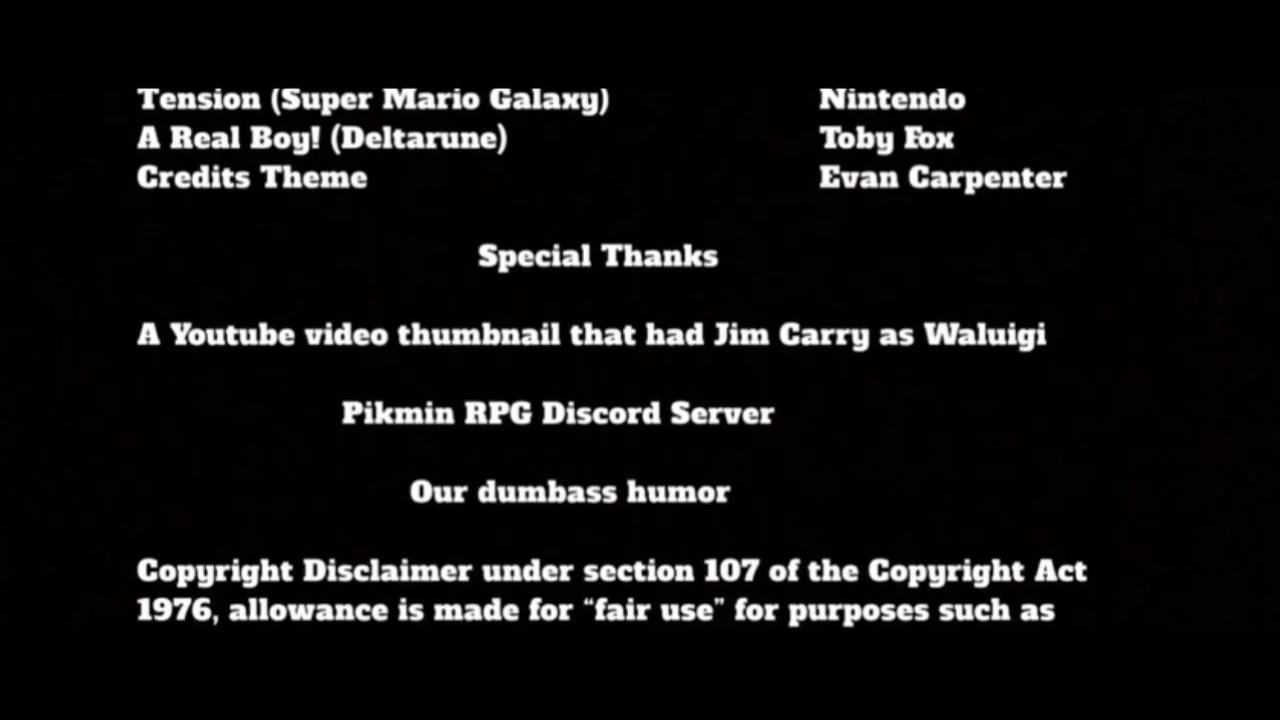 Tension (Super Mario Galaxy) Nintendo
A Real Boy! (Deltarune) Toby Fox
Credits Theme Evan Carpenter
Special Thanks
A Youtube video thumbnail that had Jim Carry as Waluigi
Pikmin RPG Discord Server
Our dumbass humor
Copyright Disclaimer under section 107 of the Copyright Act
1976, allowance is made for “fair use” for purposes such as